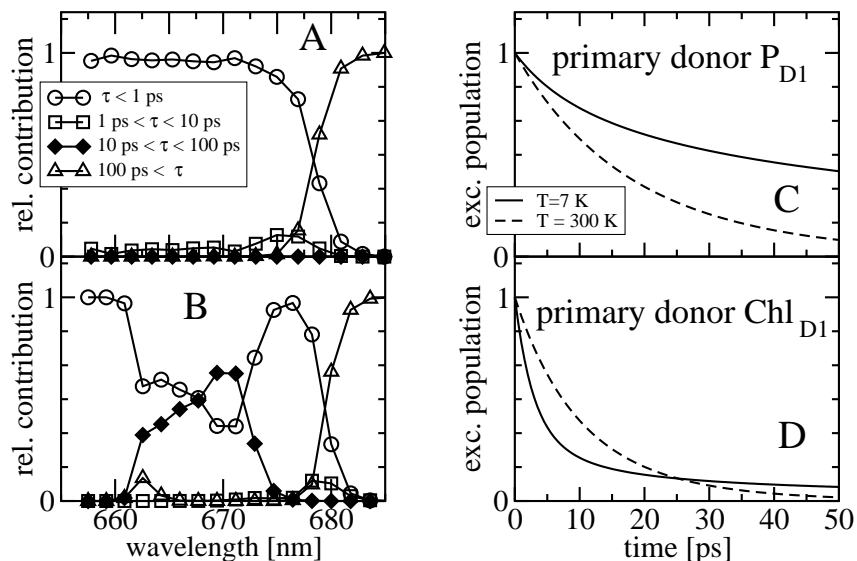 A
1
rel. contribution
τ < 1 ps
1 ps < τ < 10 ps
10 ps < τ < 100 ps
100 ps < τ
0
B
1
rel. contribution
0
660 670 680
wavelength [nm]
primary donor P_D1
1
exc. population
T=7 K
T = 300 K
C
0
primary donor Chl_D1
1
exc. population
D
0
0 10 20 30 40 50
time [ps]